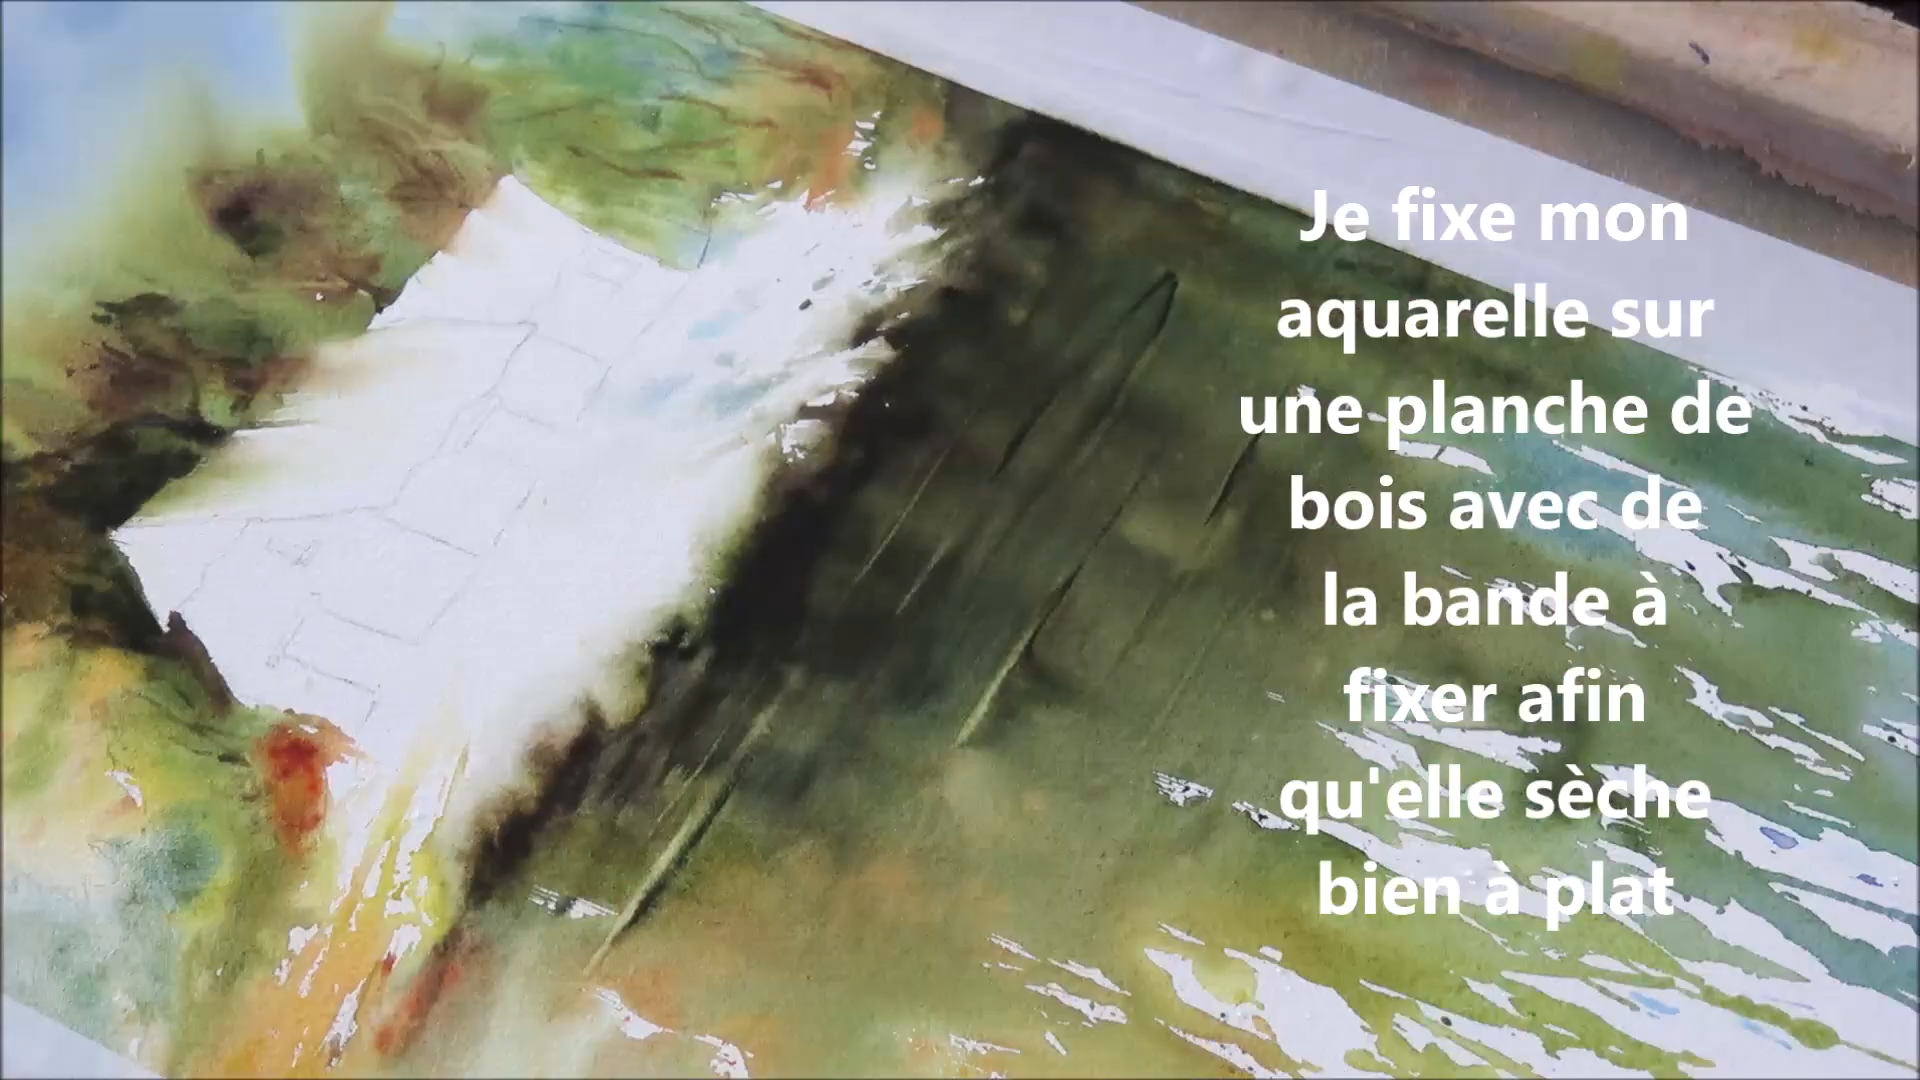 Je fixe mon
aquarelle sur
une planche de
bois avec de
la bande à
fixer afin
qu'elle sèche
bien à plat